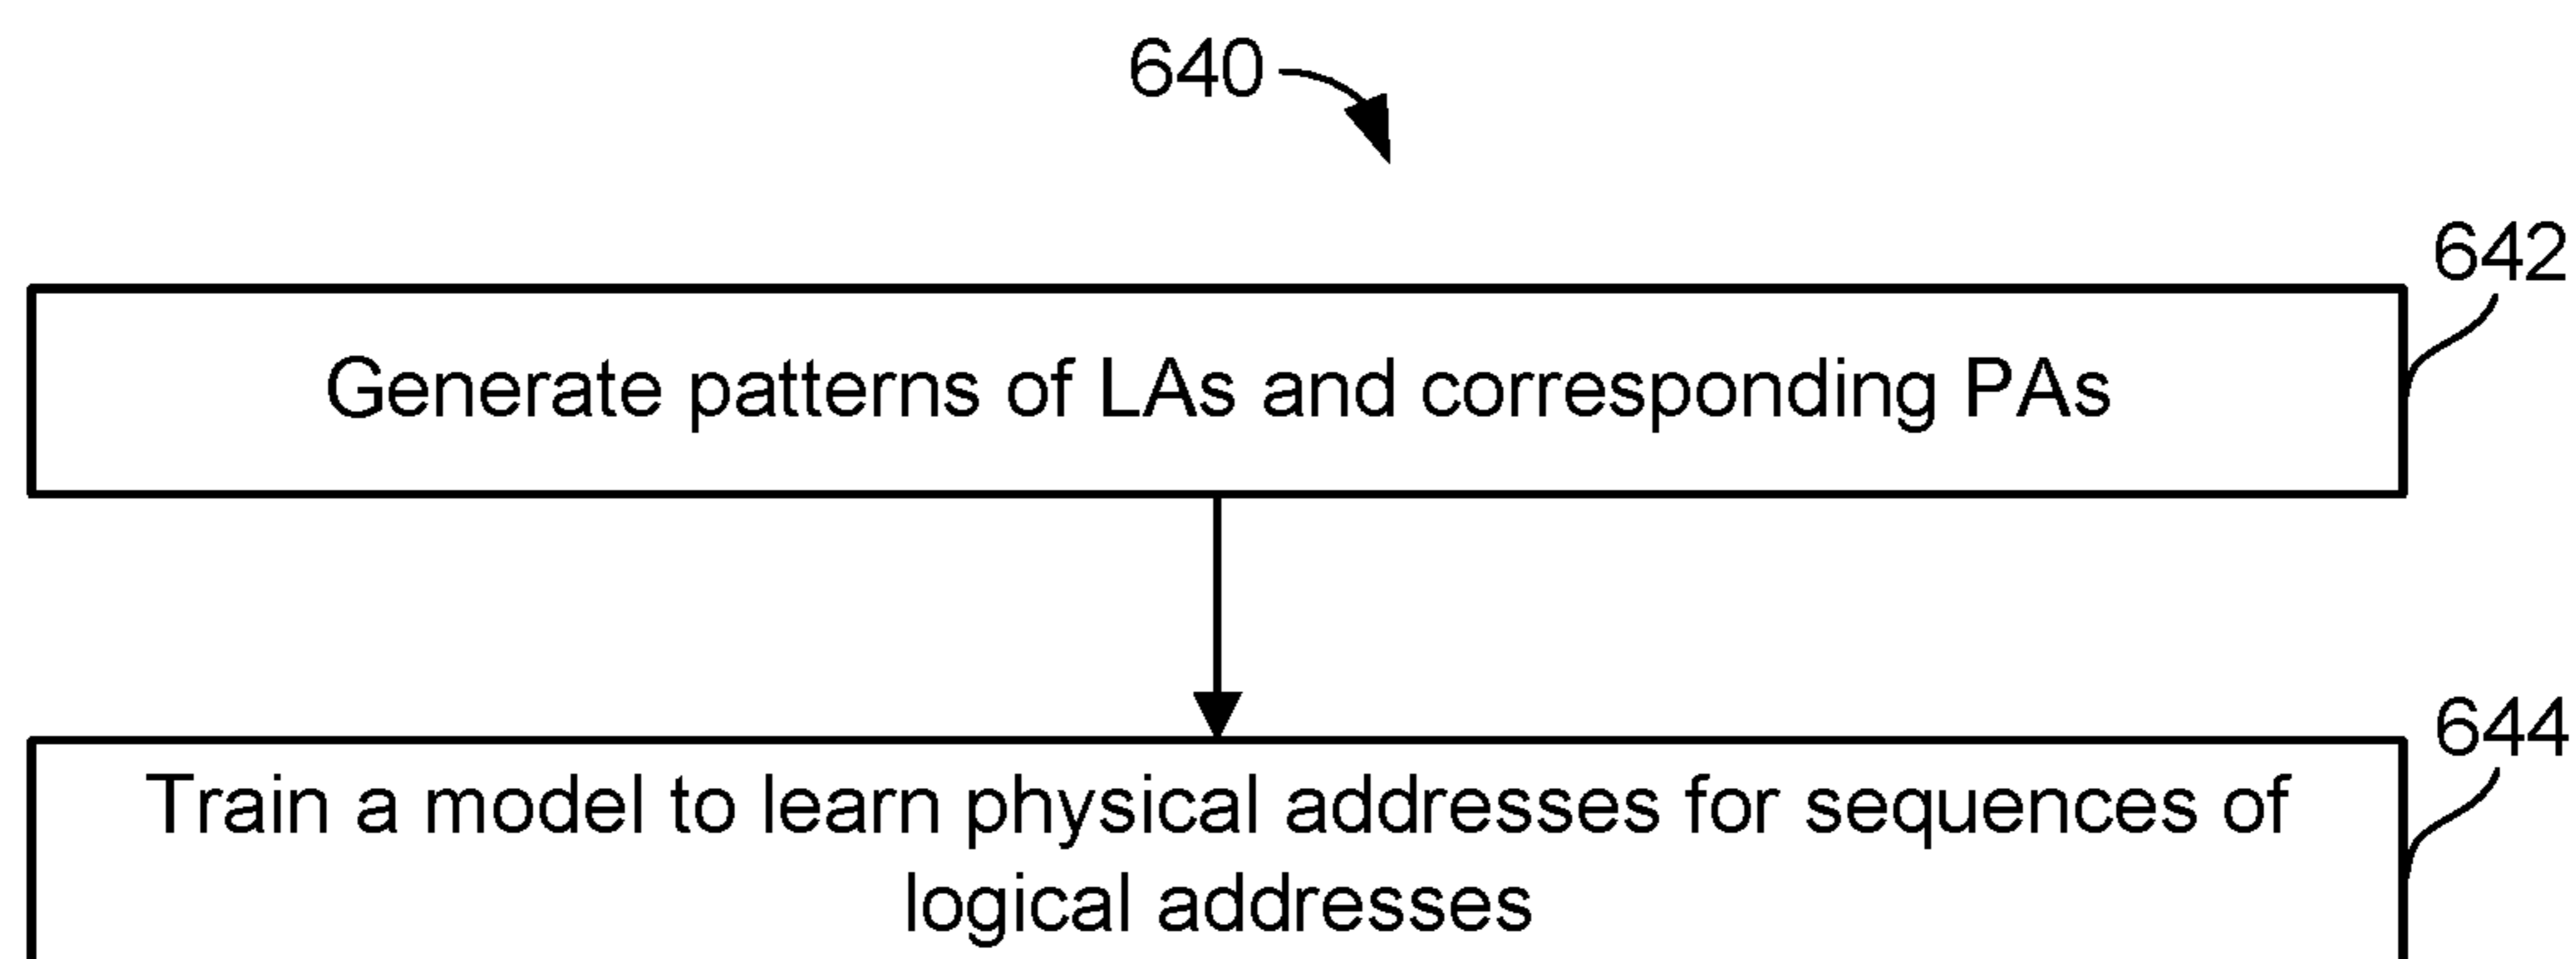 640
642
Generate patterns of LAs and corresponding PAs
644
Train a model to learn physical addresses for sequences of
logical addresses